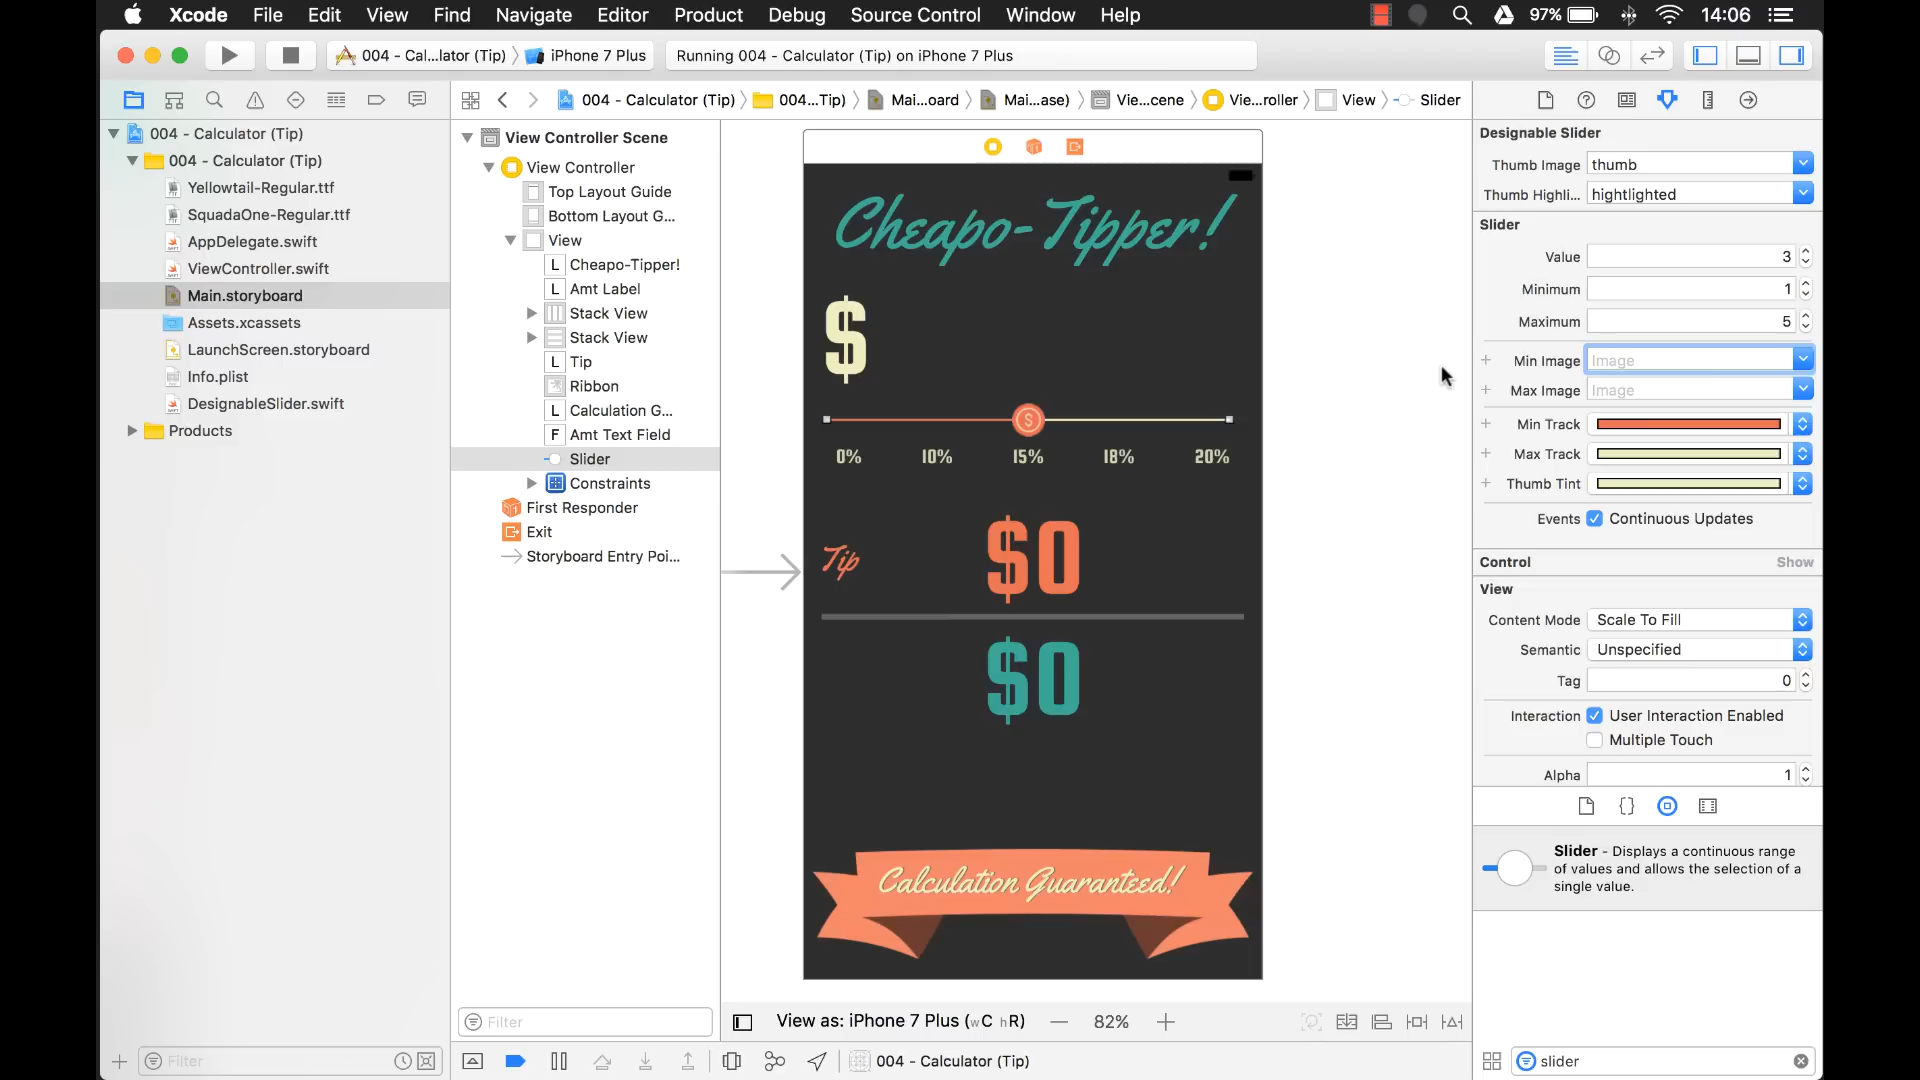 Xcode File Edit View Find Navigate Editor Product Debug Source Control Window Help 97% 14:06
004 - Cal...lator (Tip) iPhone 7 Plus Running 004 - Calculator (Tip) on iPhone 7 Plus
004 - Calculator (Tip) 004...Tip) Mai...oard Mai...ase) Vie...cene Vie...roller View Slider
004 - Calculator (Tip)
004 - Calculator (Tip)
Yellowtail-Regular.ttf
SquadaOne-Regular.ttf
AppDelegate.swift
ViewController.swift
Main.storyboard
Assets.xcassets
LaunchScreen.storyboard
Info.plist
DesignableSlider.swift
Products
Filter
View Controller Scene
View Controller
Top Layout Guide
Bottom Layout G...
View
L Cheapo-Tipper!
L Amt Label
Stack View
Stack View
L Tip
Ribbon
L Calculation G...
F Amt Text Field
Slider
Constraints
First Responder
Exit
Storyboard Entry Poi...
Filter
Cheapo-Tipper!
$
$
0% 10% 15% 18% 20%
Tip $0
$0
Calculation Guaranteed!
View as: iPhone 7 Plus (wC hR) 82%
004 - Calculator (Tip)
Designable Slider
Thumb Image thumb
Thumb Highli... hightlighted
Slider
Value 3
Minimum 1
Maximum 5
Min Image Image
Max Image Image
Min Track
Max Track
Thumb Tint
Events Continuous Updates
Control Show
View
Content Mode Scale To Fill
Semantic Unspecified
Tag 0
Interaction User Interaction Enabled
Multiple Touch
Alpha 1
Slider - Displays a continuous range
of values and allows the selection of a
single value.
slider